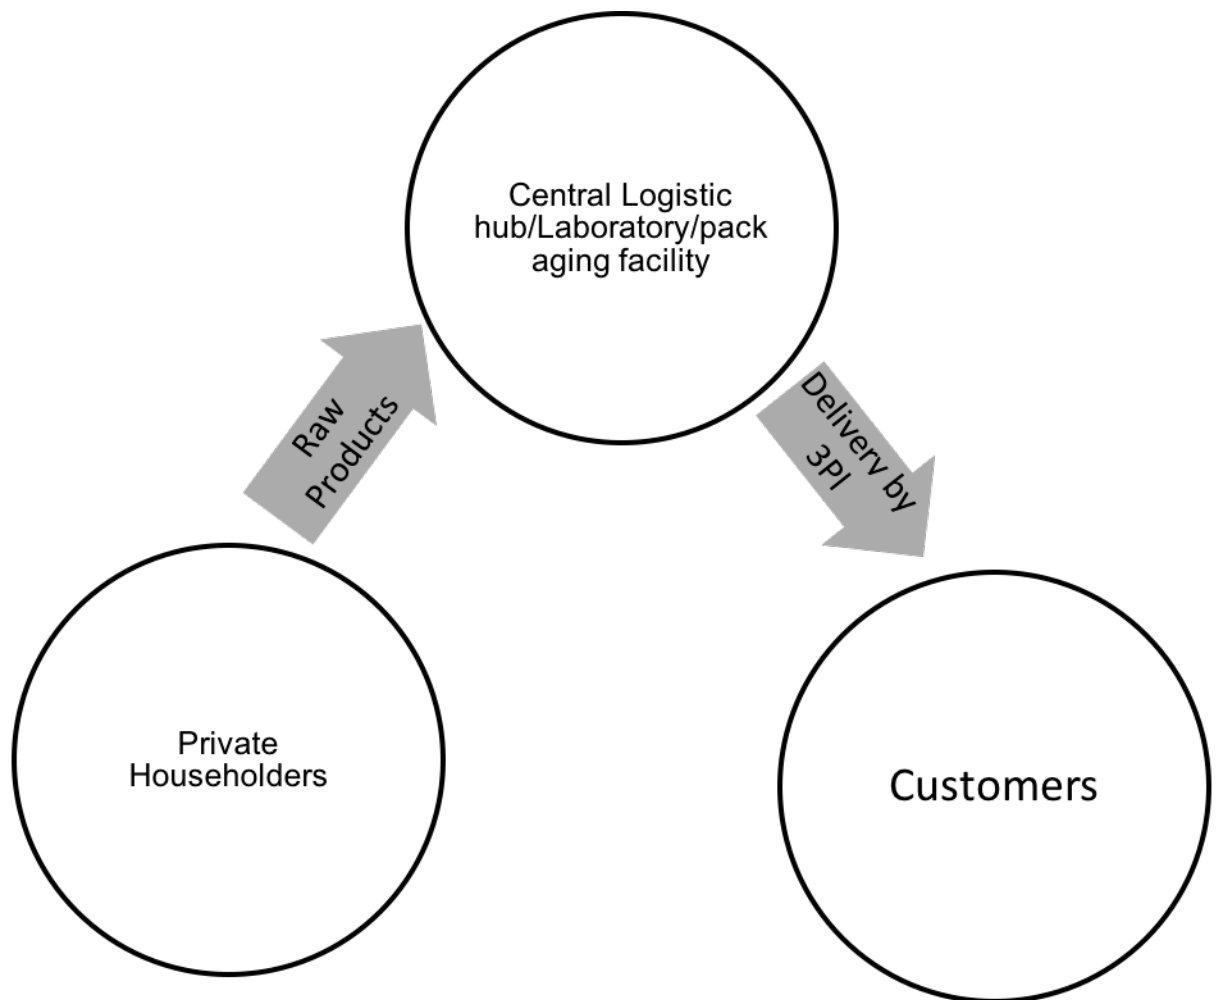 Central Logistic
hub/Laboratory/pack
aging facility
Raw
Products
Delivery by
3Pl
Private
Householders
Customers